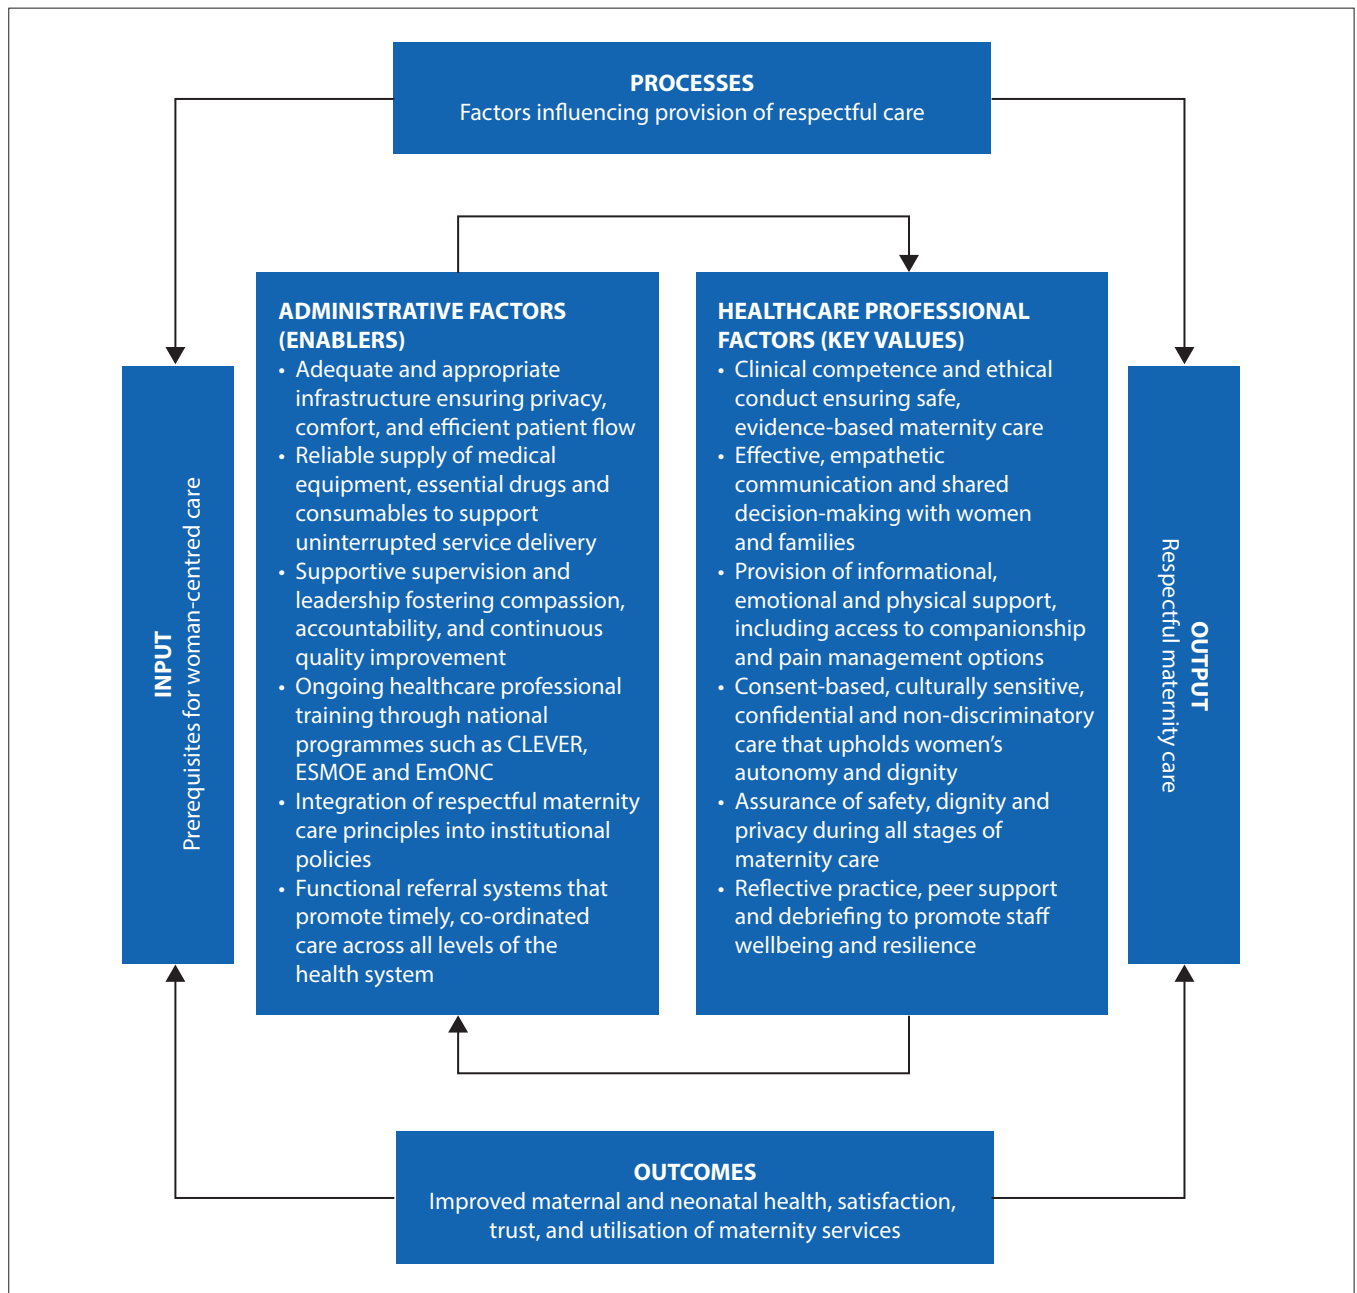 PROCESSES
Factors influencing provision of respectful care
INPUT
Prerequisites for woman-centred care
ADMINISTRATIVE FACTORS
(ENABLERS)
• Adequate and appropriate
infrastructure ensuring privacy,
comfort, and efficient patient flow
• Reliable supply of medical
equipment, essential drugs and
consumables to support
uninterrupted service delivery
• Supportive supervision and
leadership fostering compassion,
accountability, and continuous
quality improvement
• Ongoing healthcare professional
training through national
programmes such as CLEVER,
ESMOE and EmONC
• Integration of respectful maternity
care principles into institutional
policies
• Functional referral systems that
promote timely, co-ordinated
care across all levels of the
health system
HEALTHCARE PROFESSIONAL
FACTORS (KEY VALUES)
• Clinical competence and ethical
conduct ensuring safe,
evidence-based maternity care
• Effective, empathetic
communication and shared
decision-making with women
and families
• Provision of informational,
emotional and physical support,
including access to companionship
and pain management options
• Consent-based, culturally sensitive,
confidential and non-discriminatory
care that upholds women’s
autonomy and dignity
• Assurance of safety, dignity and
privacy during all stages of
maternity care
• Reflective practice, peer support
and debriefing to promote staff
wellbeing and resilience
OUTPUT
Respectful maternity care
OUTCOMES
Improved maternal and neonatal health, satisfaction,
trust, and utilisation of maternity services